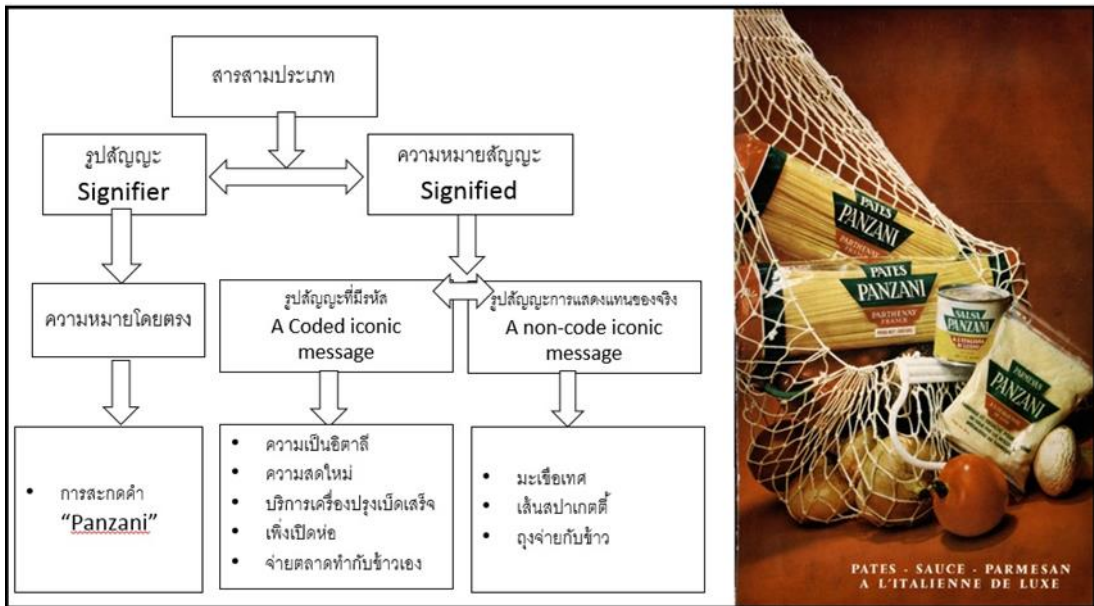 สารสามประเภท
รูปสัญญะ
Signifier
ความหมายสัญญะ
Signified
ความหมายโดยตรง
รูปสัญญะที่มีรหัส
A Coded iconic
message
รูปสัญญะการแสดงแทนของจริง
A non-code iconic
message
• การสะกดคำ
“Panzani”
• ความเป็นอิตาลี
• ความสดใหม่
• บริการเครื่องปรุงเบ็ดเสร็จ
• เพิ่งเปิดห่อ
• จ่ายตลาดทำกับข้าวเอง
• มะเขือเทศ
• เส้นสปาเกตตี้
• ถุงจ่ายกับข้าว
PATES
PANZANI
PARTHENAY
FRANCE
PATES
PANZANI
PARTHENAY
FRANCE
SALSA
PANZANI
A L'ITALIENNE
DE LUXE
PARMESAN
PANZANI
PATES - SAUCE - PARMESAN
A L'ITALIENNE DE LUXE